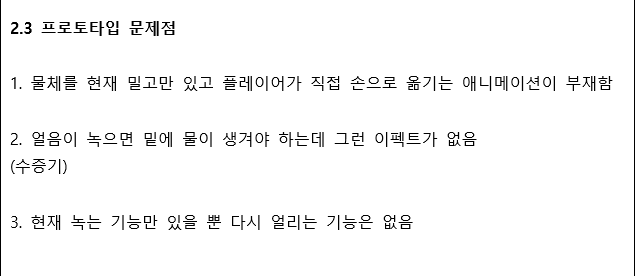 2.3 프로토타입 문제점
1. 물체를 현재 밀고만 있고 플레이어가 직접 손으로 옮기는 애니메이션이 부재함
2. 얼음이 녹으면 밑에 물이 생겨야 하는데 그런 이펙트가 없음
(수증기)
3. 현재 녹는 기능만 있을 뿐 다시 얼리는 기능은 없음